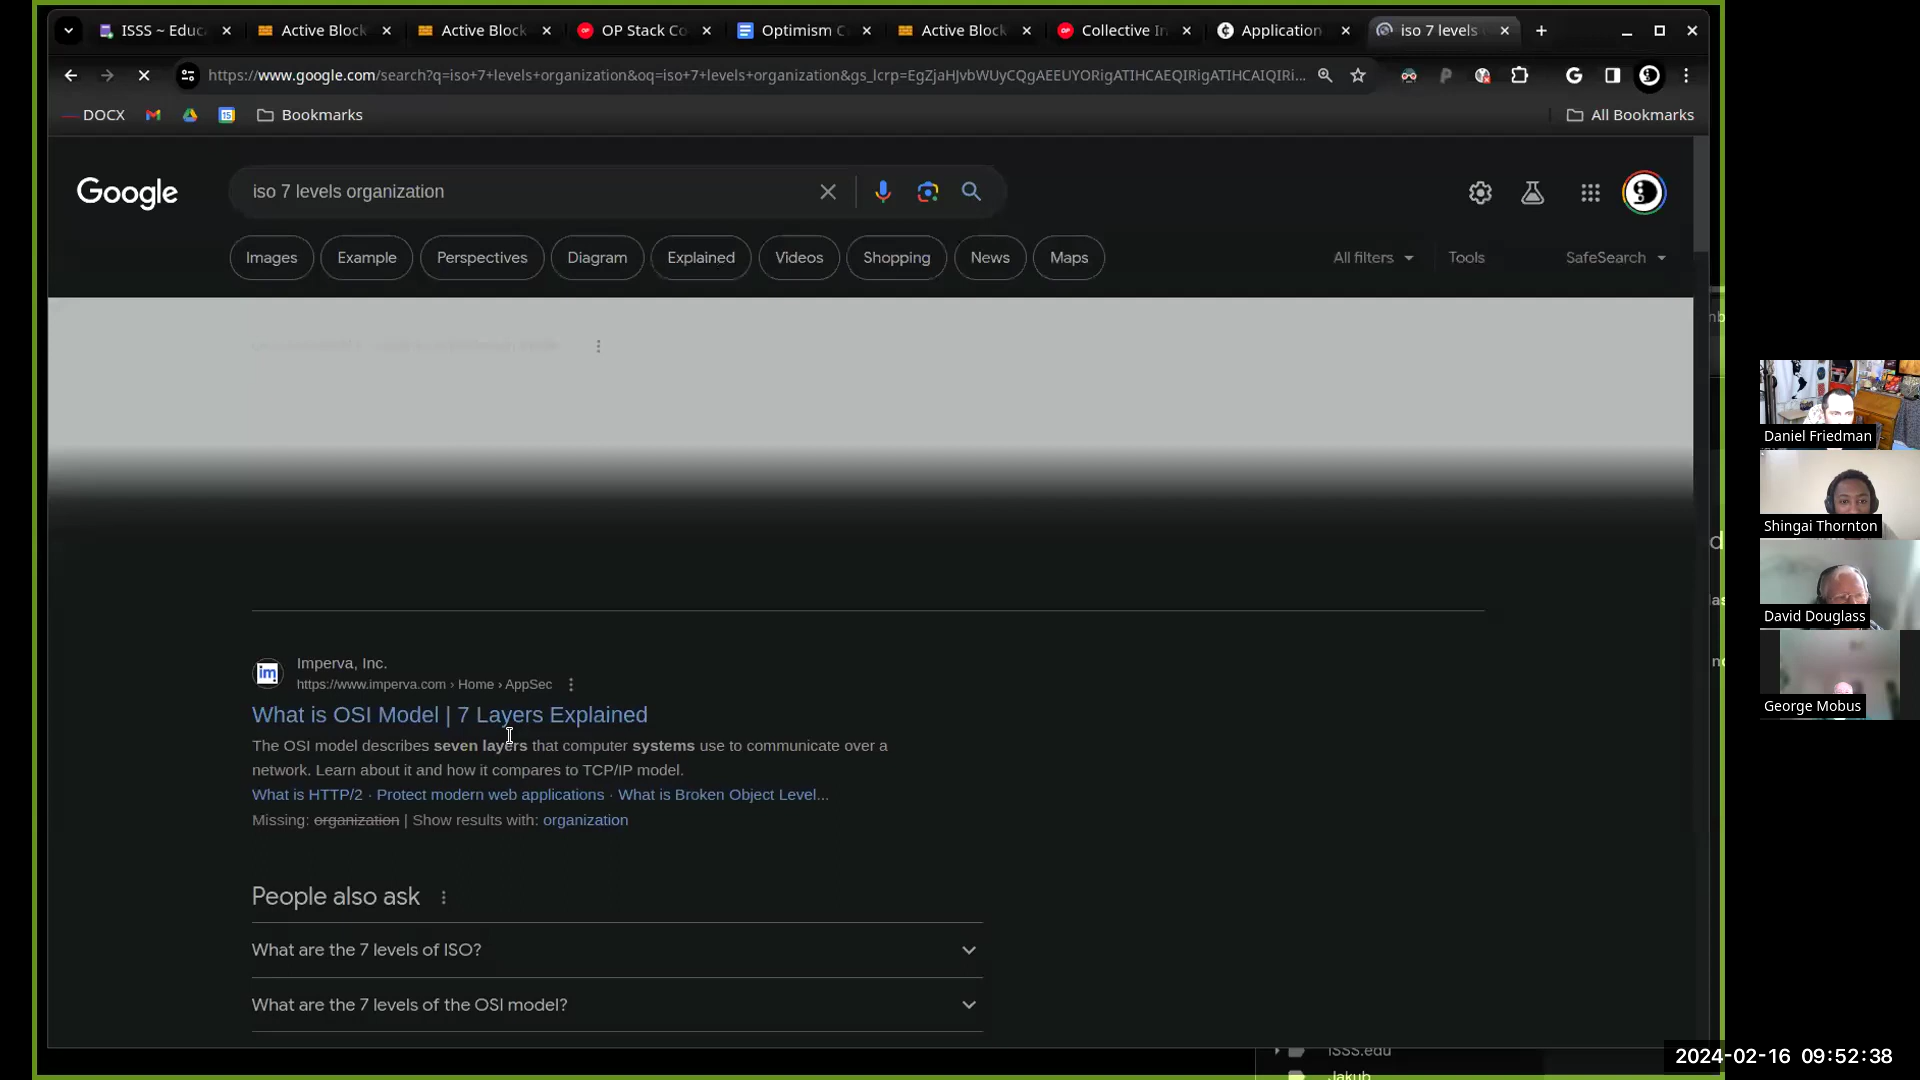 ISSS ~ Educ
Active Block
Active Block
OP Stack Co
Optimism C
Active Block
Collective In
Application
iso 7 levels
https://www.google.com/search?q=iso+7+levels+organization&oq=iso+7+levels+organization&gs_lcrp=EgZjaHJvbWUyCQgAEEUYORigATIHCAEQIRigATIHCAIQIRi...
DOCX
Bookmarks
All Bookmarks
Google
iso 7 levels organization
Images
Example
Perspectives
Diagram
Explained
Videos
Shopping
News
Maps
All filters
Tools
SafeSearch
Imperva, Inc.
https://www.imperva.com › Home › AppSec
What is OSI Model | 7 Layers Explained
The OSI model describes seven layers that computer systems use to communicate over a
network. Learn about it and how it compares to TCP/IP model.
What is HTTP/2 · Protect modern web applications · What is Broken Object Level...
Missing: organization | Show results with: organization
People also ask
What are the 7 levels of ISO?
What are the 7 levels of the OSI model?
Daniel Friedman
Shingai Thornton
David Douglass
George Mobus
ISSS.edu
Jakub
2024-02-16 09:52:38